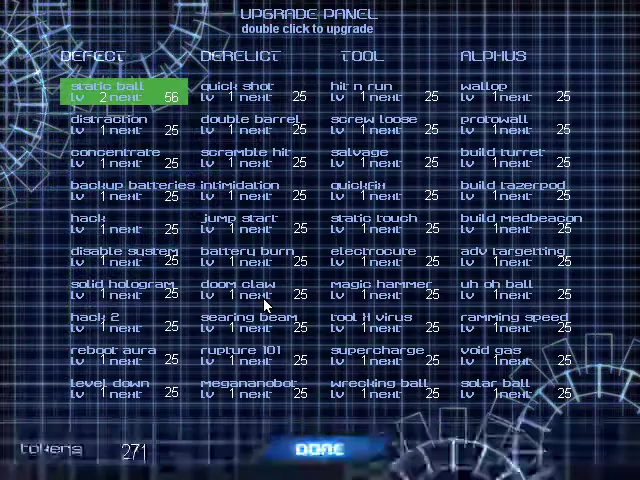 UPGRADE PANEL
double click to upgrade
DEFECT DERELICT TOOL ALPHUS
static ball quick shot hit n run wallop
lv 2 next 56 lv 1 next 25 lv 1 next 25 lv 1 next 25
distraction double barrel screw loose protowall
lv 1 next 25 lv 1 next 25 lv 1 next 25 lv 1 next 25
concentrate scramble hit salvage build turret
lv 1 next 25 lv 1 next 25 lv 1 next 25 lv 1 next 25
backup batteries intimidation quickfix build lazerpod
lv 1 next 25 lv 1 next 25 lv 1 next 25 lv 1 next 25
hack jump start static touch build medbeacon
lv 1 next 25 lv 1 next 25 lv 1 next 25 lv 1 next 25
disable system battery burn electrocute adv targetting
lv 1 next 25 lv 1 next 25 lv 1 next 25 lv 1 next 25
solid hologram doom claw magic hammer uh oh ball
lv 1 next 25 lv 1 next 25 lv 1 next 25 lv 1 next 25
hack 2 searing beam tool X virus ramming speed
lv 1 next 25 lv 1 next 25 lv 1 next 25 lv 1 next 25
reboot aura rupture 101 supercharge void gas
lv 1 next 25 lv 1 next 25 lv 1 next 25 lv 1 next 25
level down megananobot wrecking ball solar ball
lv 1 next 25 lv 1 next 25 lv 1 next 25 lv 1 next 25
tokens 271 DONE